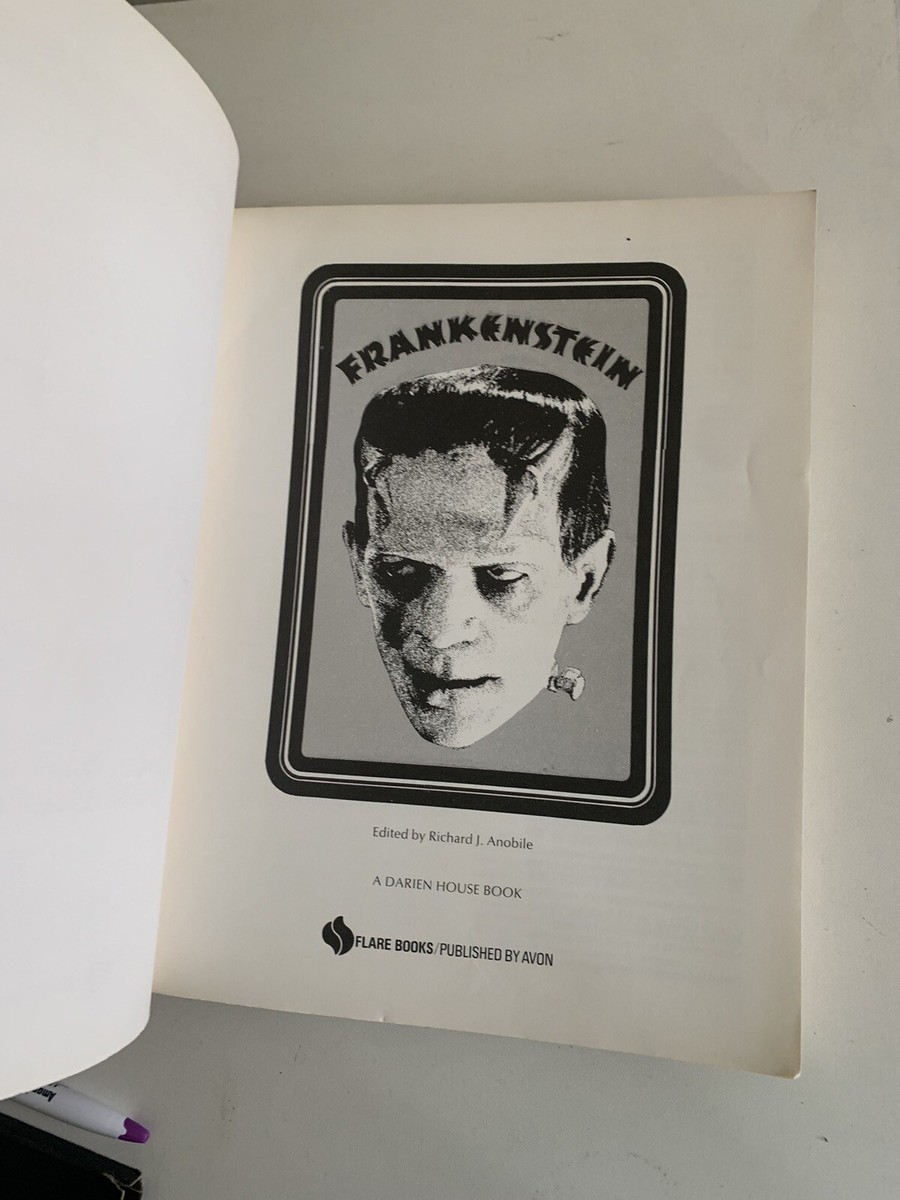 FRANKENSTEIN
Edited by Richard J. Anobile
A DARIEN HOUSE BOOK
FLARE BOOKS/PUBLISHED BY AVON